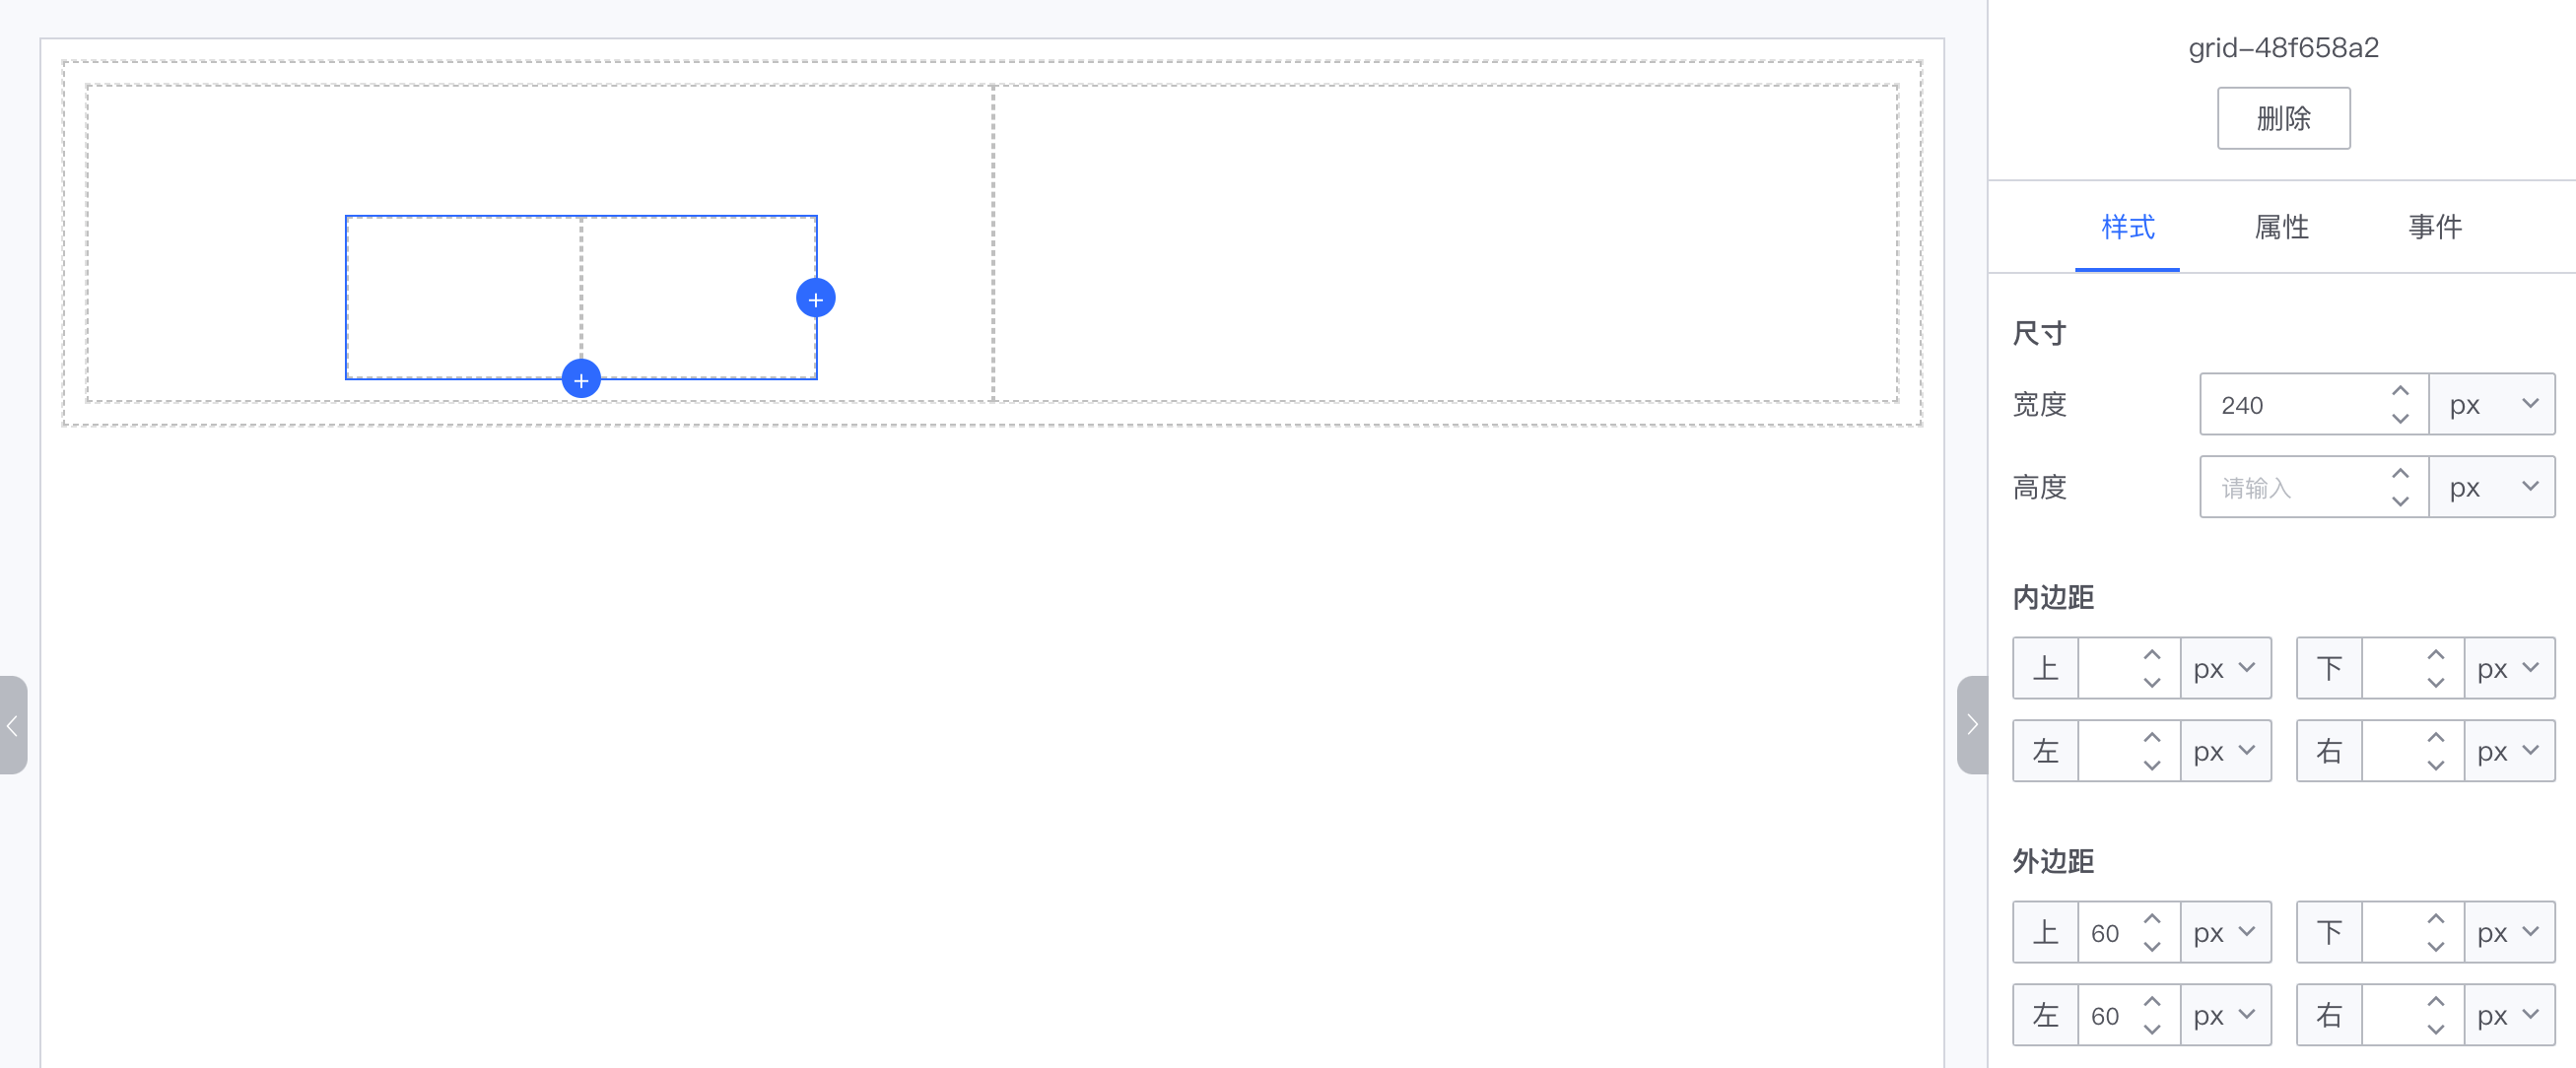 grid-48f658a2
删除
样式 属性 事件
尺寸
宽度 240 px
高度 请输入 px
内边距
上 px 下 px
左 px 右 px
外边距
上 60 px 下 px
左 60 px 右 px